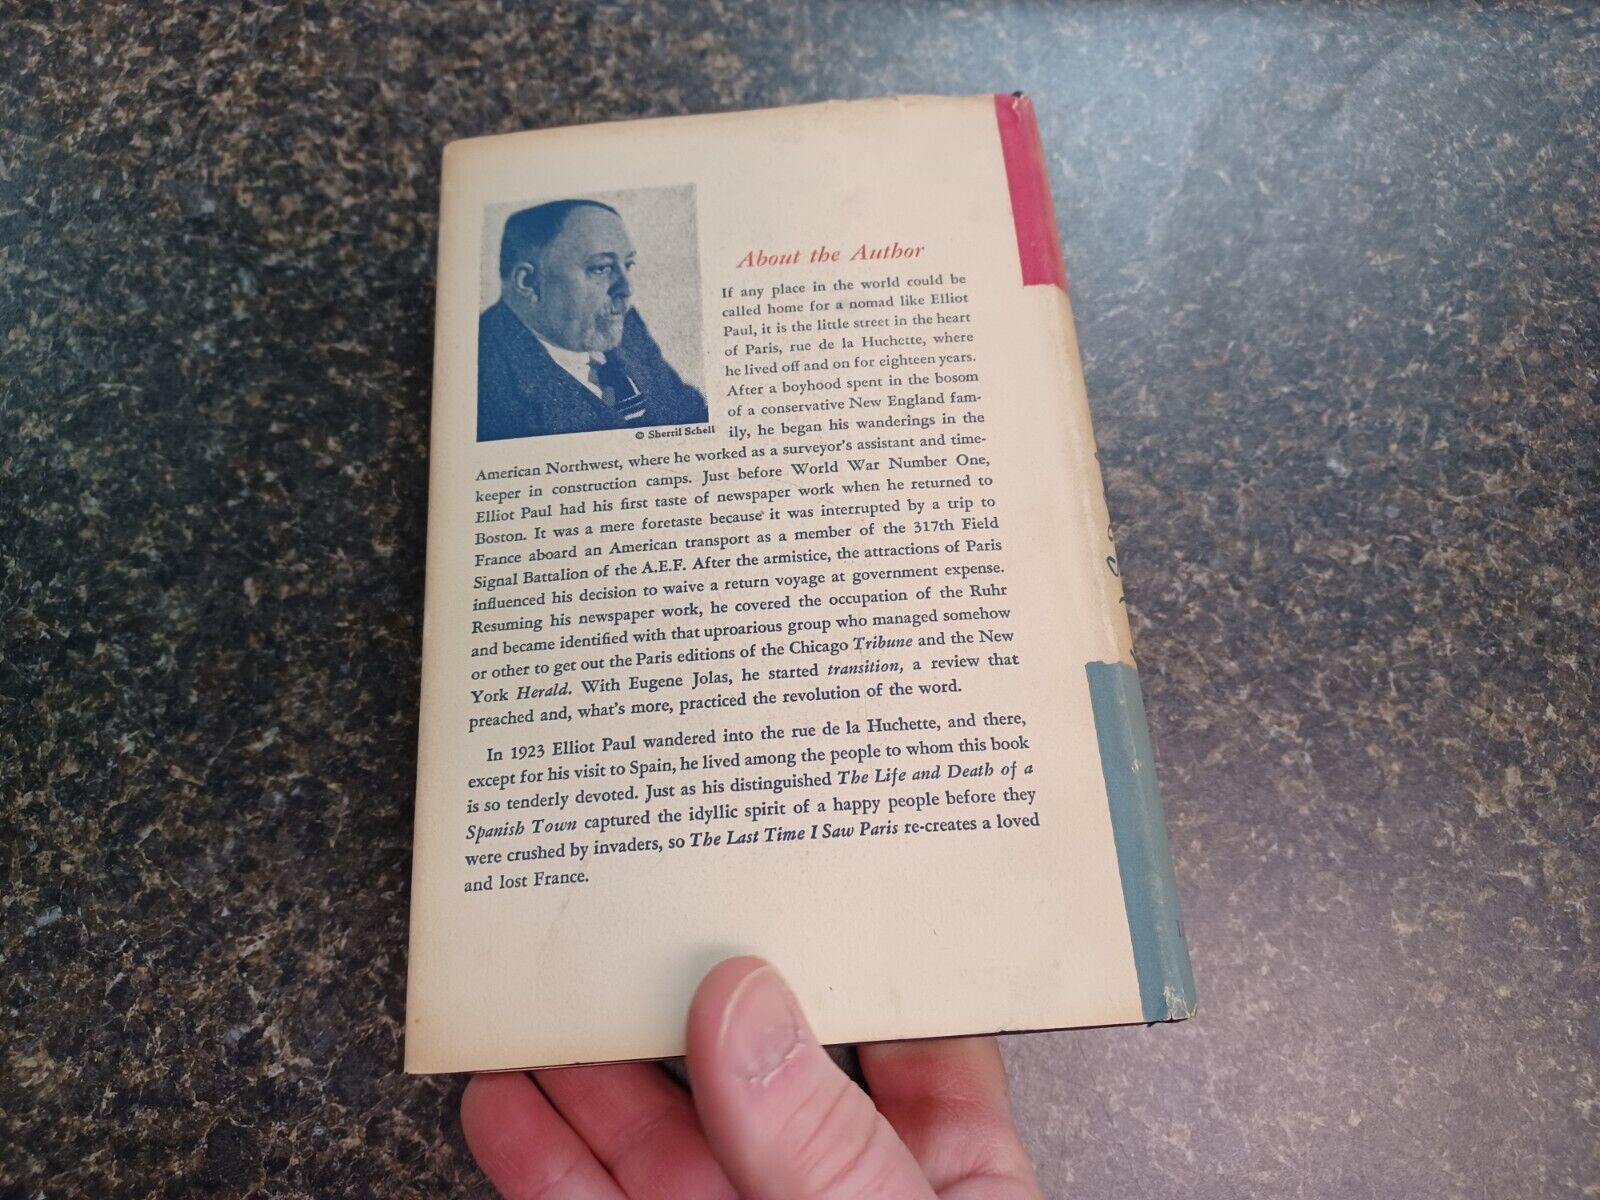 About the Author
If any place in the world could be
called home for a nomad like Elliot
Paul, it is the little street in the heart
of Paris, rue de la Huchette, where
he lived off and on for eighteen years.
After a boyhood spent in the bosom
of a conservative New England fam-
© Sherril Schell
ily, he began his wanderings in the
American Northwest, where he worked as a surveyor's assistant and time-
keeper in construction camps. Just before World War Number One,
Elliot Paul had his first taste of newspaper work when he returned to
Boston. It was a mere foretaste because it was interrupted by a trip to
France aboard an American transport as a member of the 317th Field
Signal Battalion of the A.E.F. After the armistice, the attractions of Paris
influenced his decision to waive a return voyage at government expense.
Resuming his newspaper work, he covered the occupation of the Ruhr
and became identified with that uproarious group who managed somehow
or other to get out the Paris editions of the Chicago Tribune and the New
York Herald. With Eugene Jolas, he started transition, a review that
preached and, what's more, practiced the revolution of the word.
In 1923 Elliot Paul wandered into the rue de la Huchette, and there,
except for his visit to Spain, he lived among the people to whom this book
is so tenderly devoted. Just as his distinguished The Life and Death of a
Spanish Town captured the idyllic spirit of a happy people before they
were crushed by invaders, so The Last Time I Saw Paris re-creates a loved
and lost France.